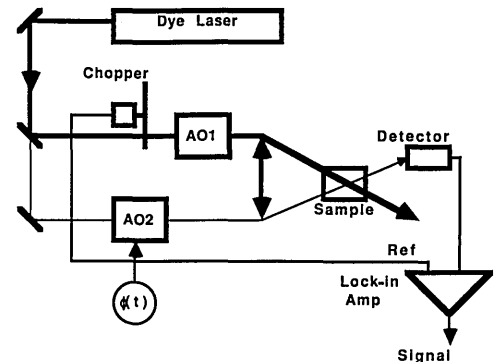 Dye Laser
Chopper
AO1
Detector
AO2
Sample
Ref
ϕ(t)
Lock-in
Amp
Signal